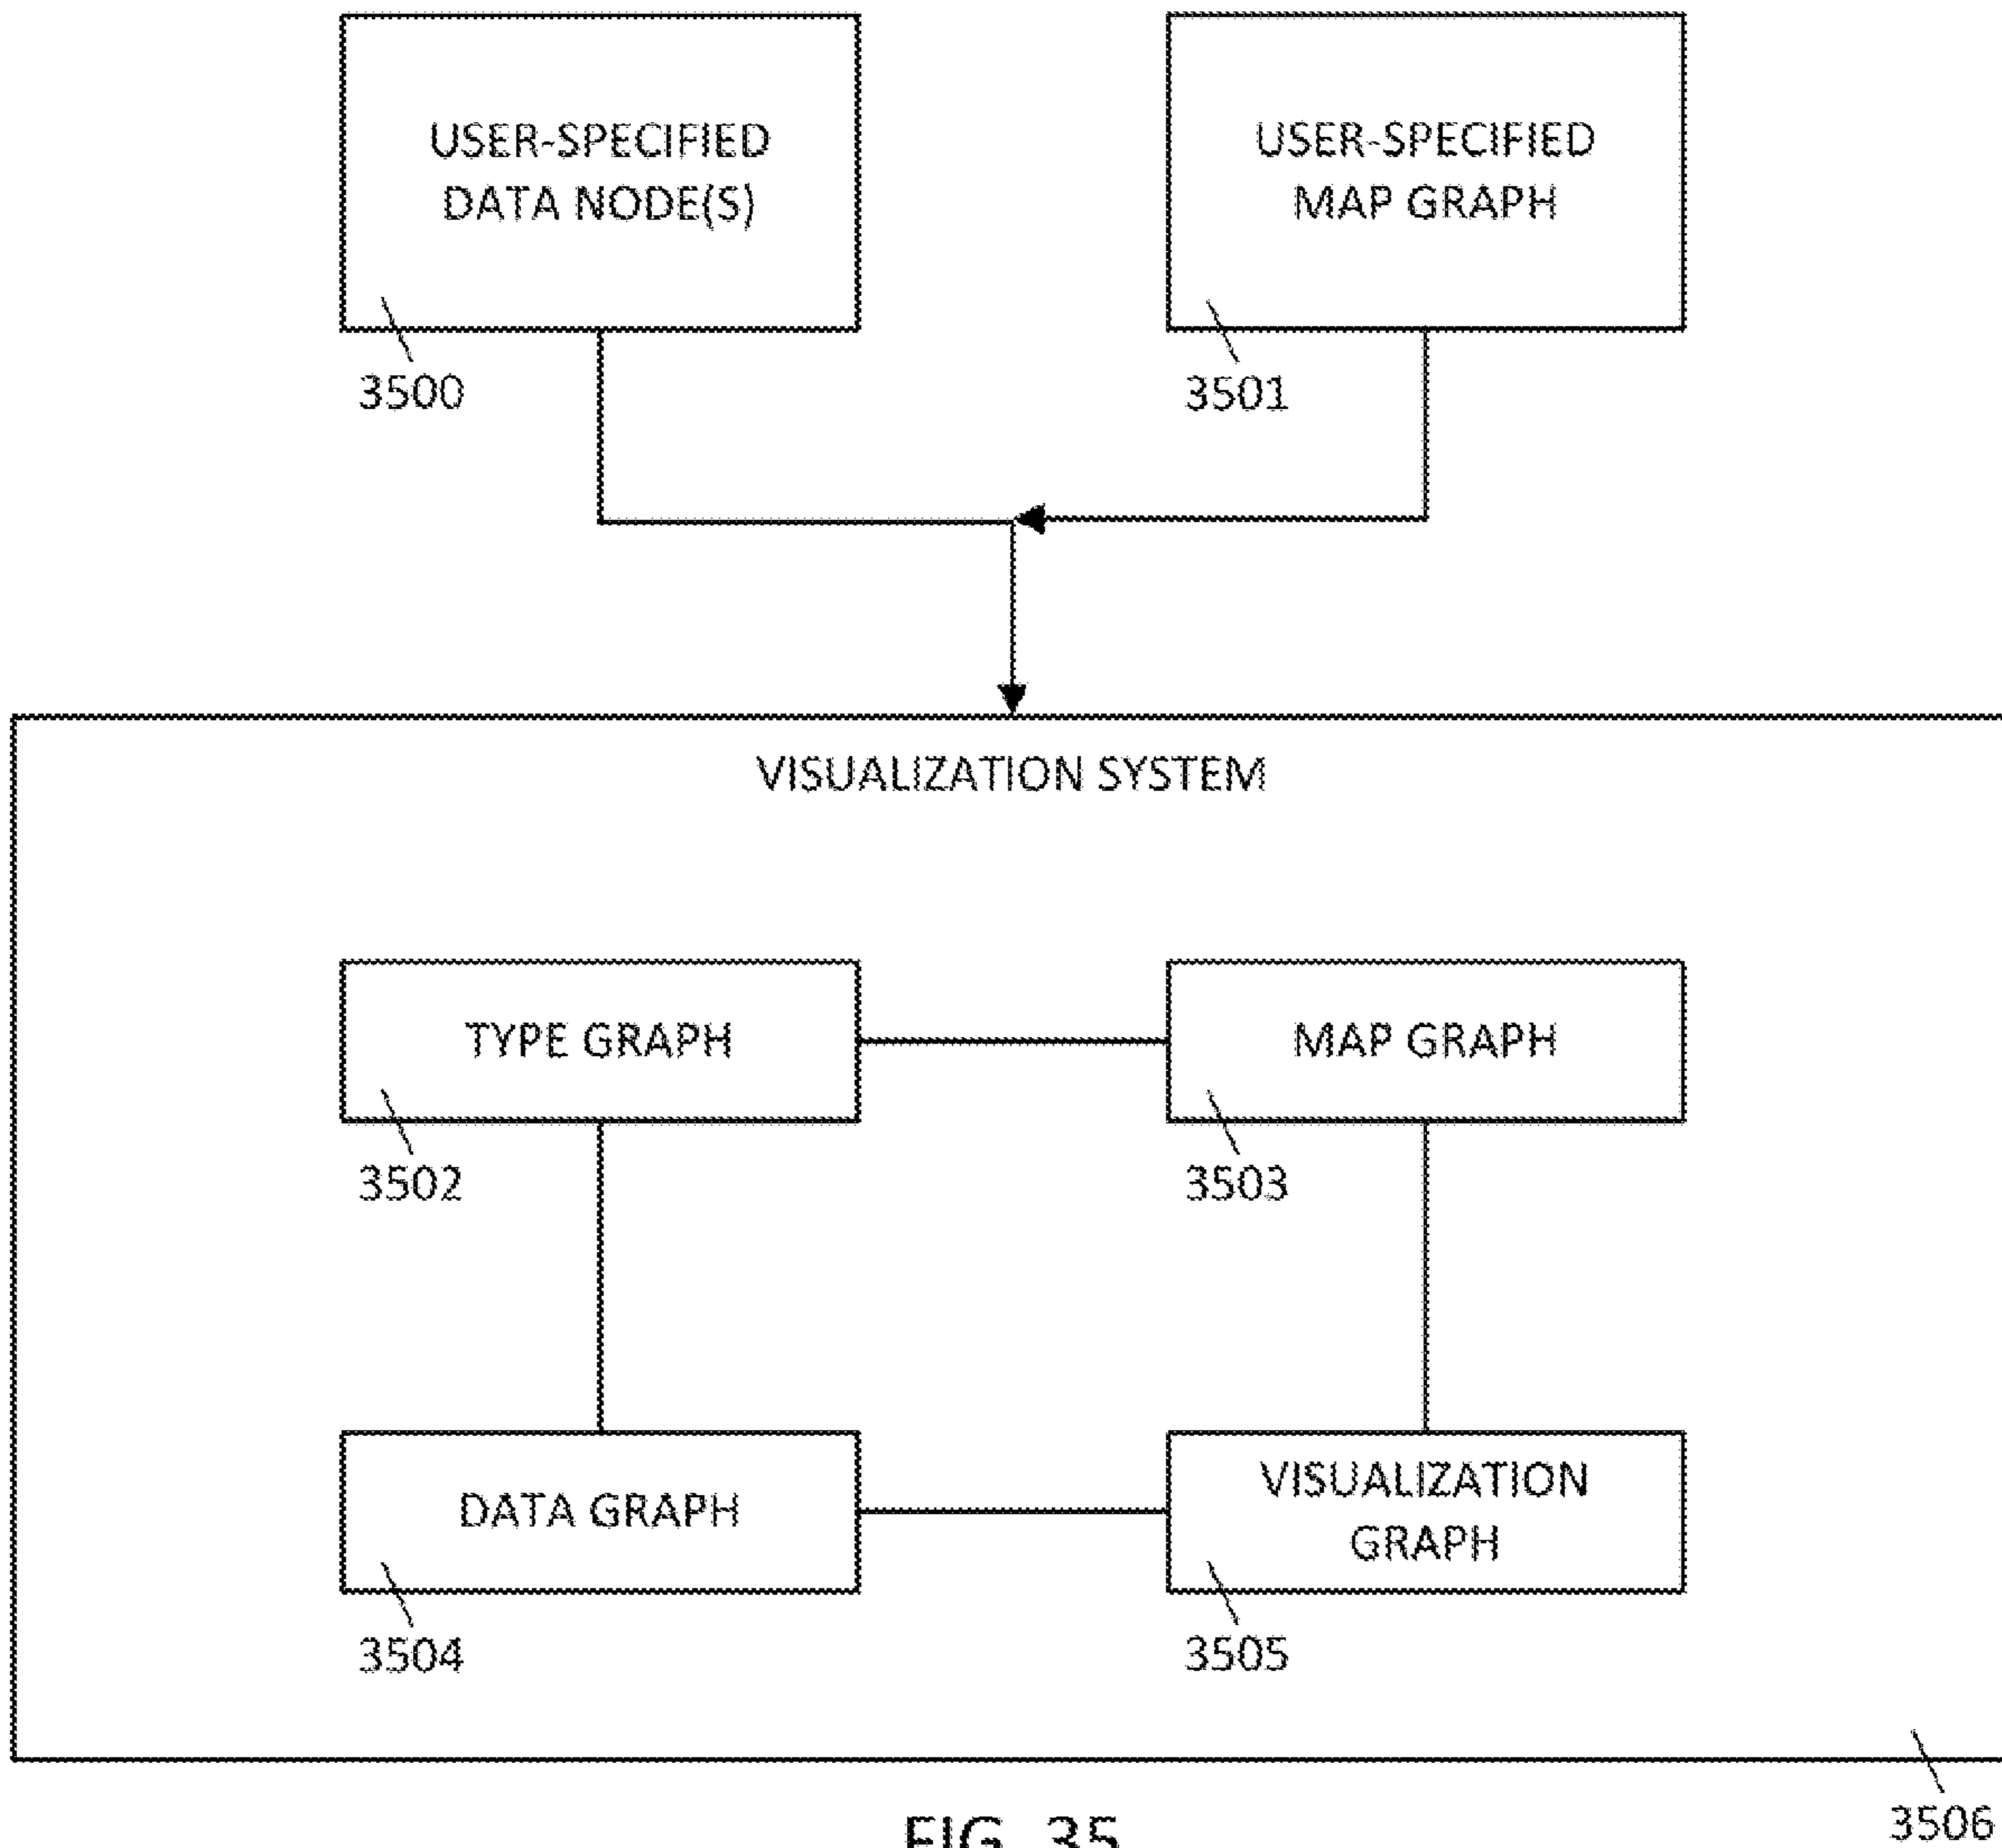 USER-SPECIFIED
DATA NODE(S)
3500
USER-SPECIFIED
MAP GRAPH
3501
VISUALIZATION SYSTEM
TYPE GRAPH
3502
MAP GRAPH
3503
DATA GRAPH
3504
VISUALIZATION
GRAPH
3505
3506
FIG. 35